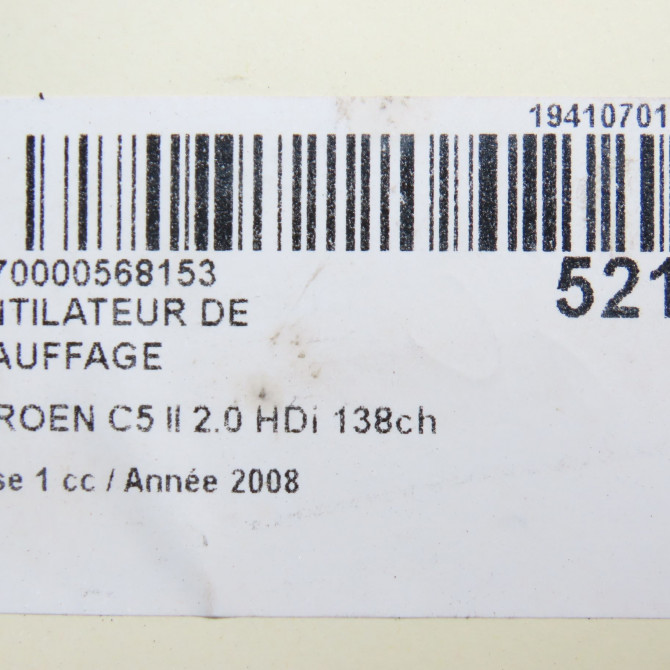 19410701
70000568153
521
NTILATEUR DE
AUFFAGE
ROEN C5 II 2.0 HDi 138ch
se 1 cc / Année 2008